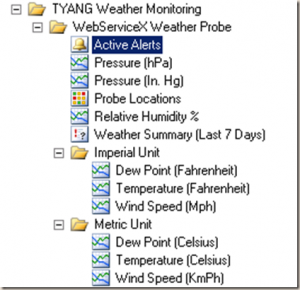 TYANG Weather Monitoring
WebServiceX Weather Probe
Active Alerts
Pressure (hPa)
Pressure (In. Hg)
Probe Locations
Relative Humidity %
Weather Summary (Last 7 Days)
Imperial Unit
Dew Point (Fahrenheit)
Temperature (Fahrenheit)
Wind Speed (Mph)
Metric Unit
Dew Point (Celsius)
Temperature (Celsius)
Wind Speed (KmPh)